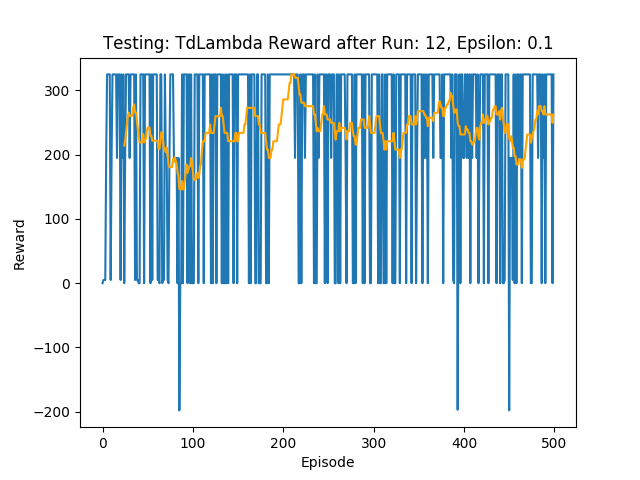 Testing: TdLambda Reward after Run: 12, Epsilon: 0.1
300
200
100
0
−100
−200
Reward
0 100 200 300 400 500
Episode